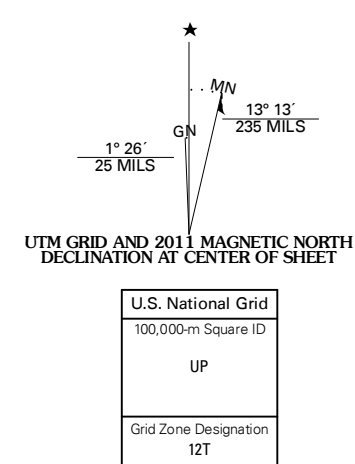 ★
MN
13° 13´
235 MILS
GN
1° 26´
25 MILS
UTM GRID AND 2011 MAGNETIC NORTH
DECLINATION AT CENTER OF SHEET
U.S. National Grid
100,000-m Square ID
UP
Grid Zone Designation
12T